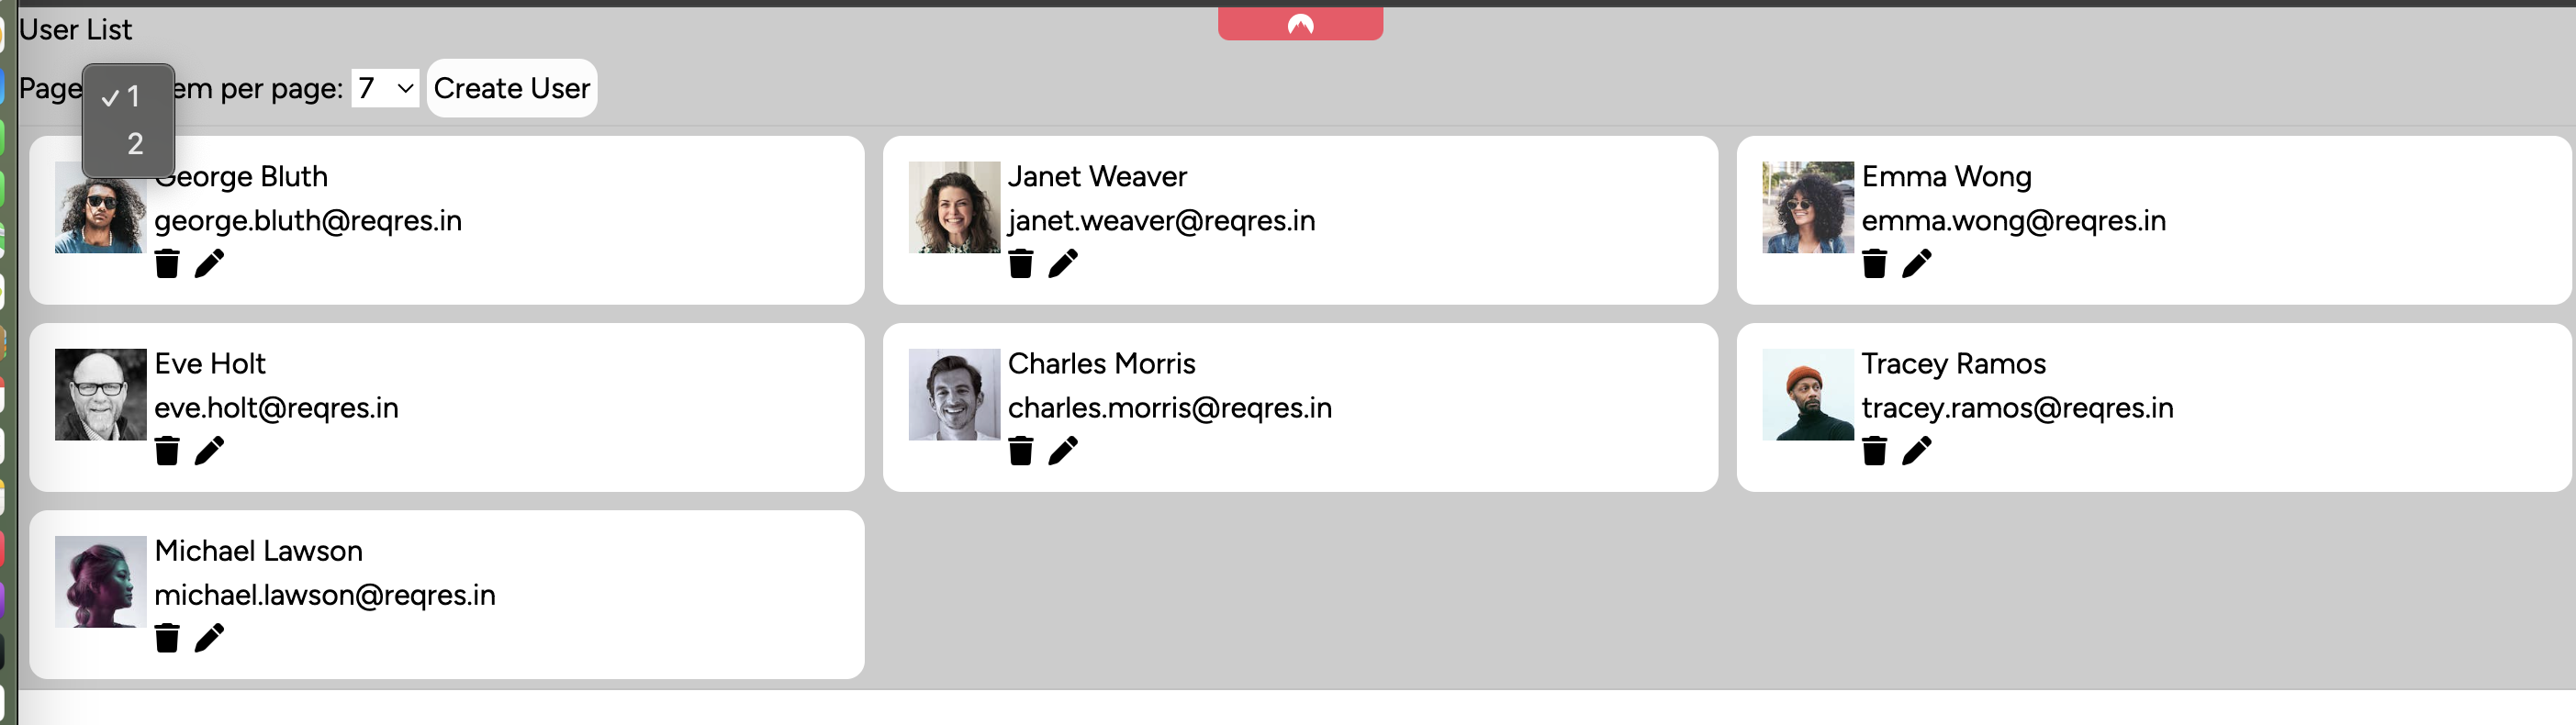 User List
Page
1
2
em per page: 7 Create User
George Bluth
george.bluth@reqres.in
Janet Weaver
janet.weaver@reqres.in
Emma Wong
emma.wong@reqres.in
Eve Holt
eve.holt@reqres.in
Charles Morris
charles.morris@reqres.in
Tracey Ramos
tracey.ramos@reqres.in
Michael Lawson
michael.lawson@reqres.in